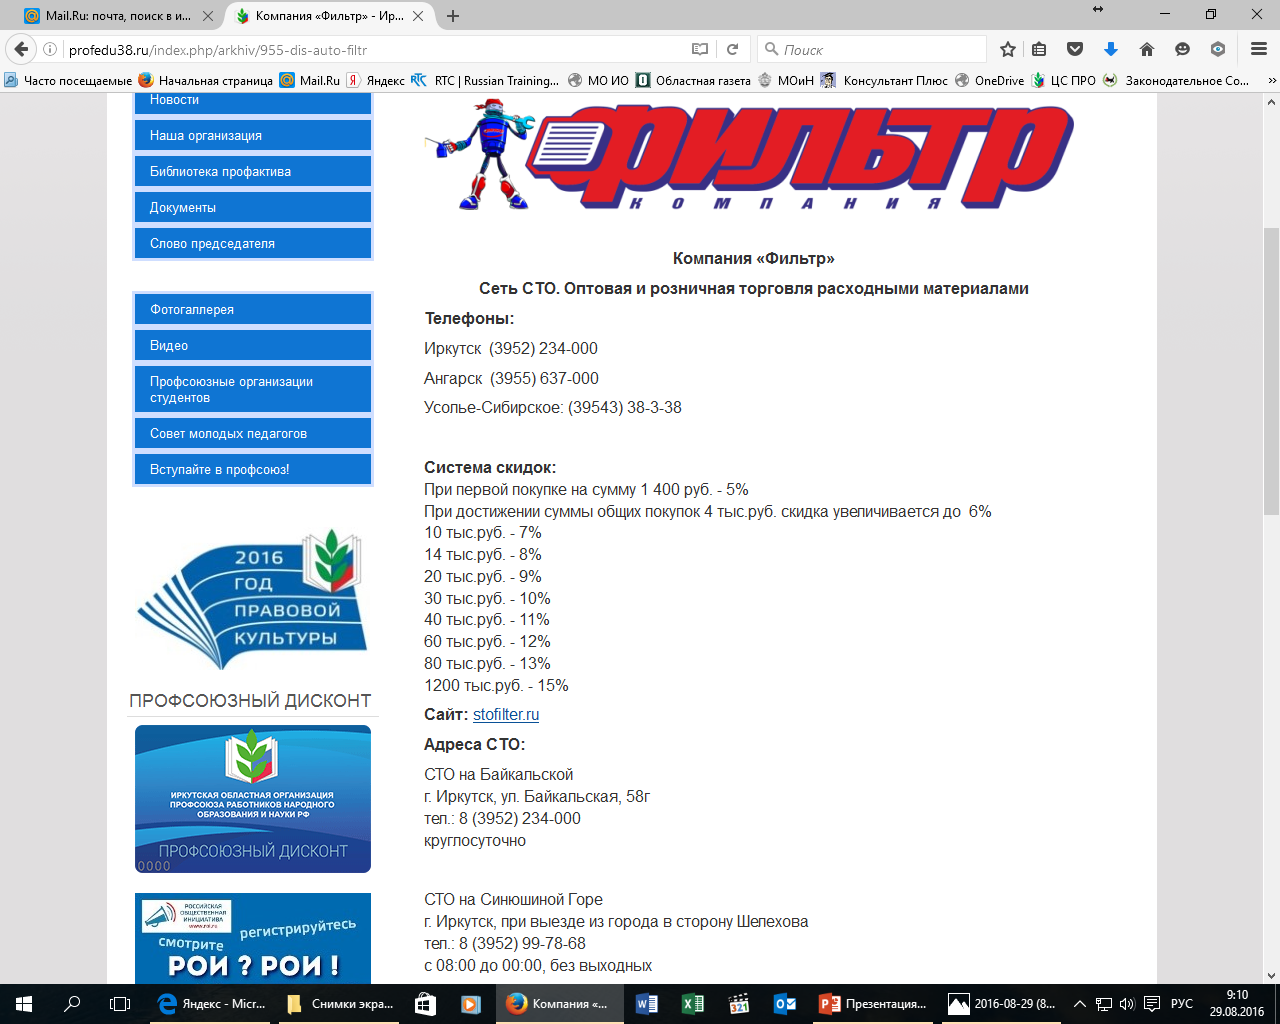 Mail.Ru: почта, поиск в и...
Компания «Фильтр» - Ир...
profedu38.ru/index.php/arkhiv/955-dis-auto-filtr
Поиск
Часто посещаемые
Начальная страница
Mail.Ru
Яндекс
RTC | Russian Training...
МО ИО
Областная газета
МОиН
Консультант Плюс
OneDrive
ЦС ПРО
Законодательное Со...
Новости
Наша организация
Библиотека профактива
Документы
Слово председателя
Фотогаллерея
Видео
Профсоюзные организации
студентов
Совет молодых педагогов
Вступайте в профсоюз!
2016
ГОД
ПРАВОВОЙ
КУЛЬТУРЫ
ПРОФСОЮЗНЫЙ ДИСКОНТ
ИРКУТСКАЯ ОБЛАСТНАЯ ОРГАНИЗАЦИЯ
ПРОФСОЮЗА РАБОТНИКОВ НАРОДНОГО
ОБРАЗОВАНИЯ И НАУКИ РФ
ПРОФСОЮЗНЫЙ ДИСКОНТ
0000
РОССИЙСКАЯ
ОБЩЕСТВЕННАЯ
ИНИЦИАТИВА
www.roi.ru
смотрите
регистрируйтесь
РОИ ? РОИ !
ФИЛЬТР
КОМПАНИЯ
Компания «Фильтр»
Сеть СТО. Оптовая и розничная торговля расходными материалами
Телефоны:
Иркутск (3952) 234-000
Ангарск (3955) 637-000
Усолье-Сибирское: (39543) 38-3-38
Система скидок:
При первой покупке на сумму 1 400 руб. - 5%
При достижении суммы общих покупок 4 тыс.руб. скидка увеличивается до 6%
10 тыс.руб. - 7%
14 тыс.руб. - 8%
20 тыс.руб. - 9%
30 тыс.руб. - 10%
40 тыс.руб. - 11%
60 тыс.руб. - 12%
80 тыс.руб. - 13%
1200 тыс.руб. - 15%
Сайт: stofilter.ru
Адреса СТО:
СТО на Байкальской
г. Иркутск, ул. Байкальская, 58г
тел.: 8 (3952) 234-000
круглосуточно
СТО на Синюшиной Горе
г. Иркутск, при выезде из города в сторону Шелехова
тел.: 8 (3952) 99-78-68
с 08:00 до 00:00, без выходных
Яндекс - Micr...
Снимки экра...
Компания «...
321
Презентация...
2016-08-29 (8...
РУС
9:10
29.08.2016